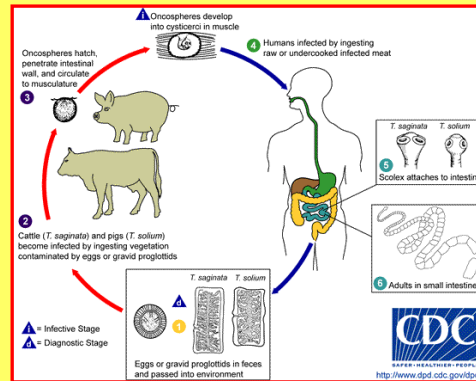 i
Oncospheres develop
into cysticerci in muscle
Oncospheres hatch,
penetrate intestinal
wall, and circulate
to musculature
3
4
Humans infected by ingesting
raw or undercooked infected meat
T. saginata
T. solium
5
Scolex attaches to intestin
6
Adults in small intestine
2
Cattle (T. saginata) and pigs (T. solium)
become infected by ingesting vegetation
contaminated by eggs or gravid proglottids
T. saginata
T. solium
d
1
Eggs or gravid proglottids in feces
and passed into environment
i = Infective Stage
d = Diagnostic Stage
CDC
SAFER • HEALTHIER • PEOPLE
http://www.dpd.cdc.gov/dpd